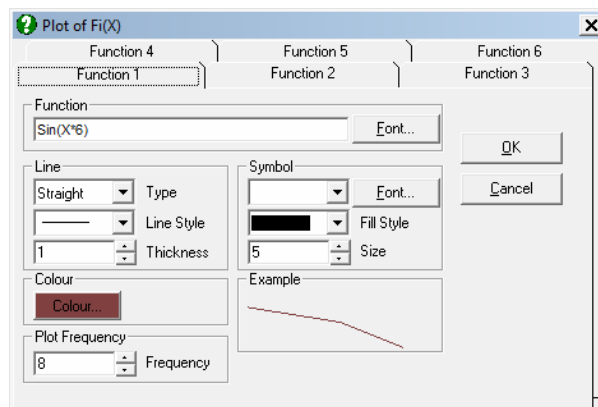 Plot of Fi(X)
Function 4 Function 5 Function 6
Function 1 Function 2 Function 3
Function
Sin(X*6) Font...
OK
Line
Straight Type
Line Style
1 Thickness
Symbol
Font...
Fill Style
5 Size
Cancel
Colour
Colour...
Example
Plot Frequency
8 Frequency